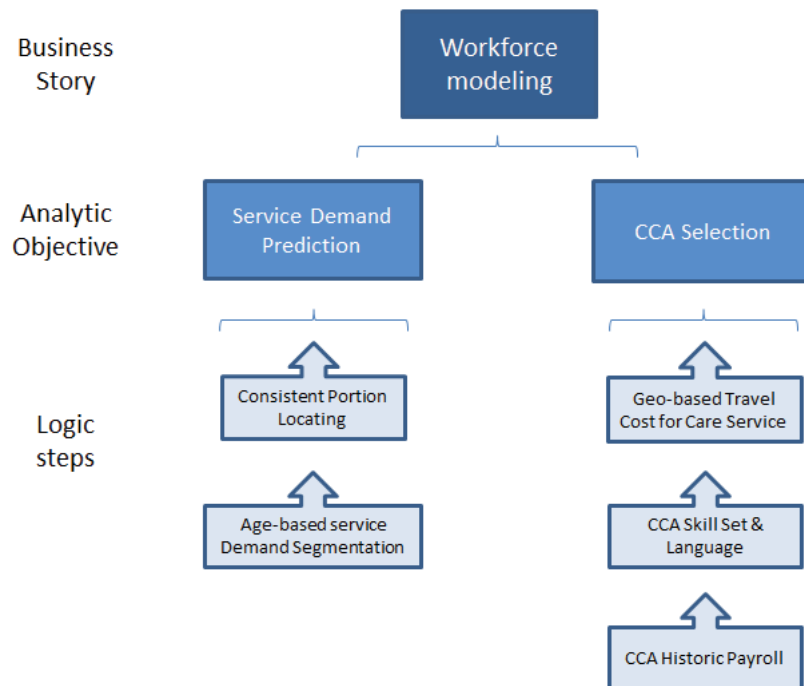 Business
Story
Workforce
modeling
Analytic
Objective
Service Demand
Prediction
CCA Selection
Logic
steps
Consistent Portion
Locating
Geo-based Travel
Cost for Care Service
Age-based service
Demand Segmentation
CCA Skill Set &
Language
CCA Historic Payroll